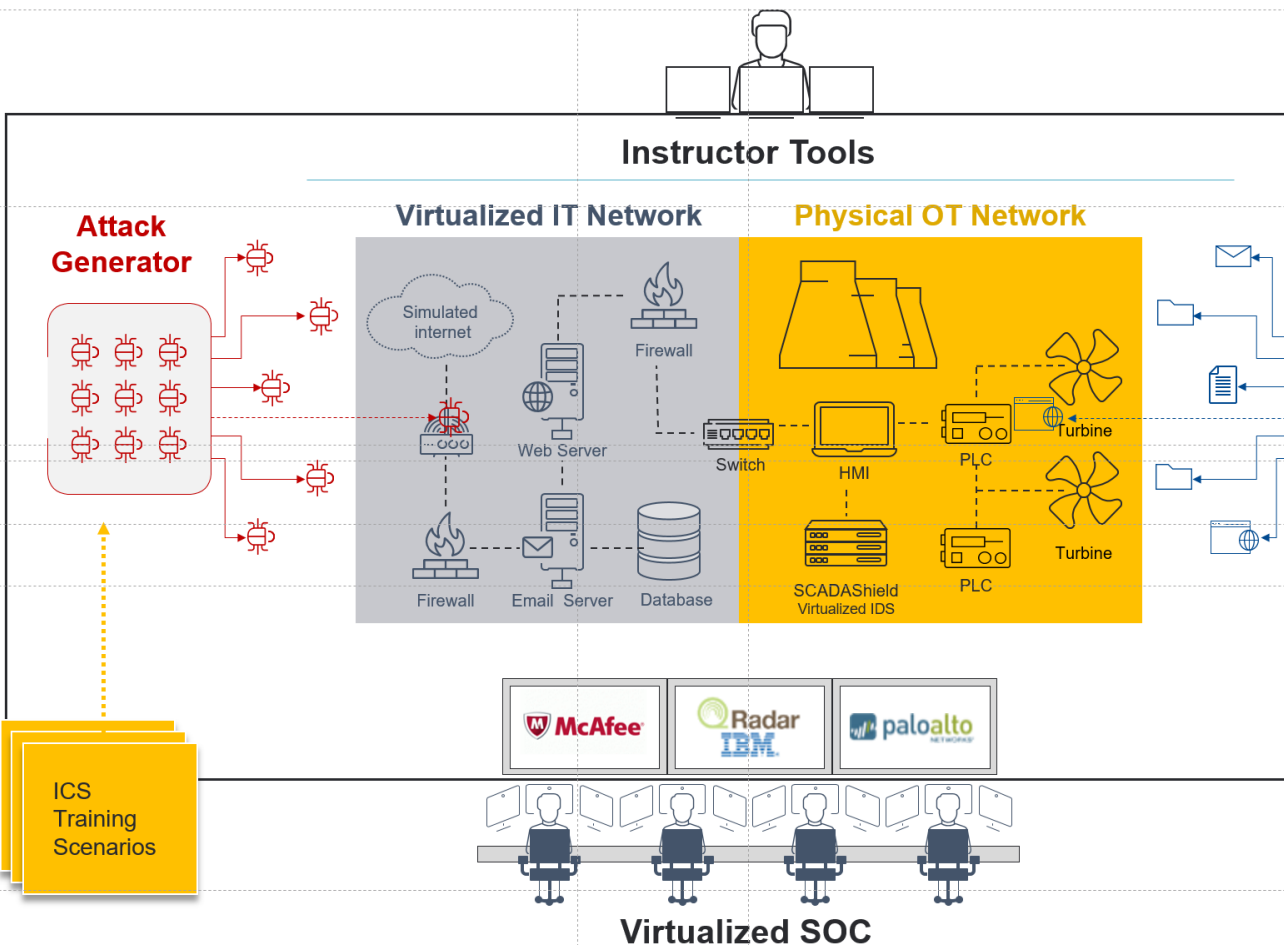 Instructor Tools
Attack
Generator
Virtualized IT Network
Physical OT Network
Simulated
internet
Firewall
Web Server
Switch
HMI
PLC
Turbine
Firewall
Email Server
Database
SCADAShield
Virtualized IDS
PLC
Turbine
McAfee
QRadar
IBM.
paloalto
NETWORKS
ICS
Training
Scenarios
Virtualized SOC